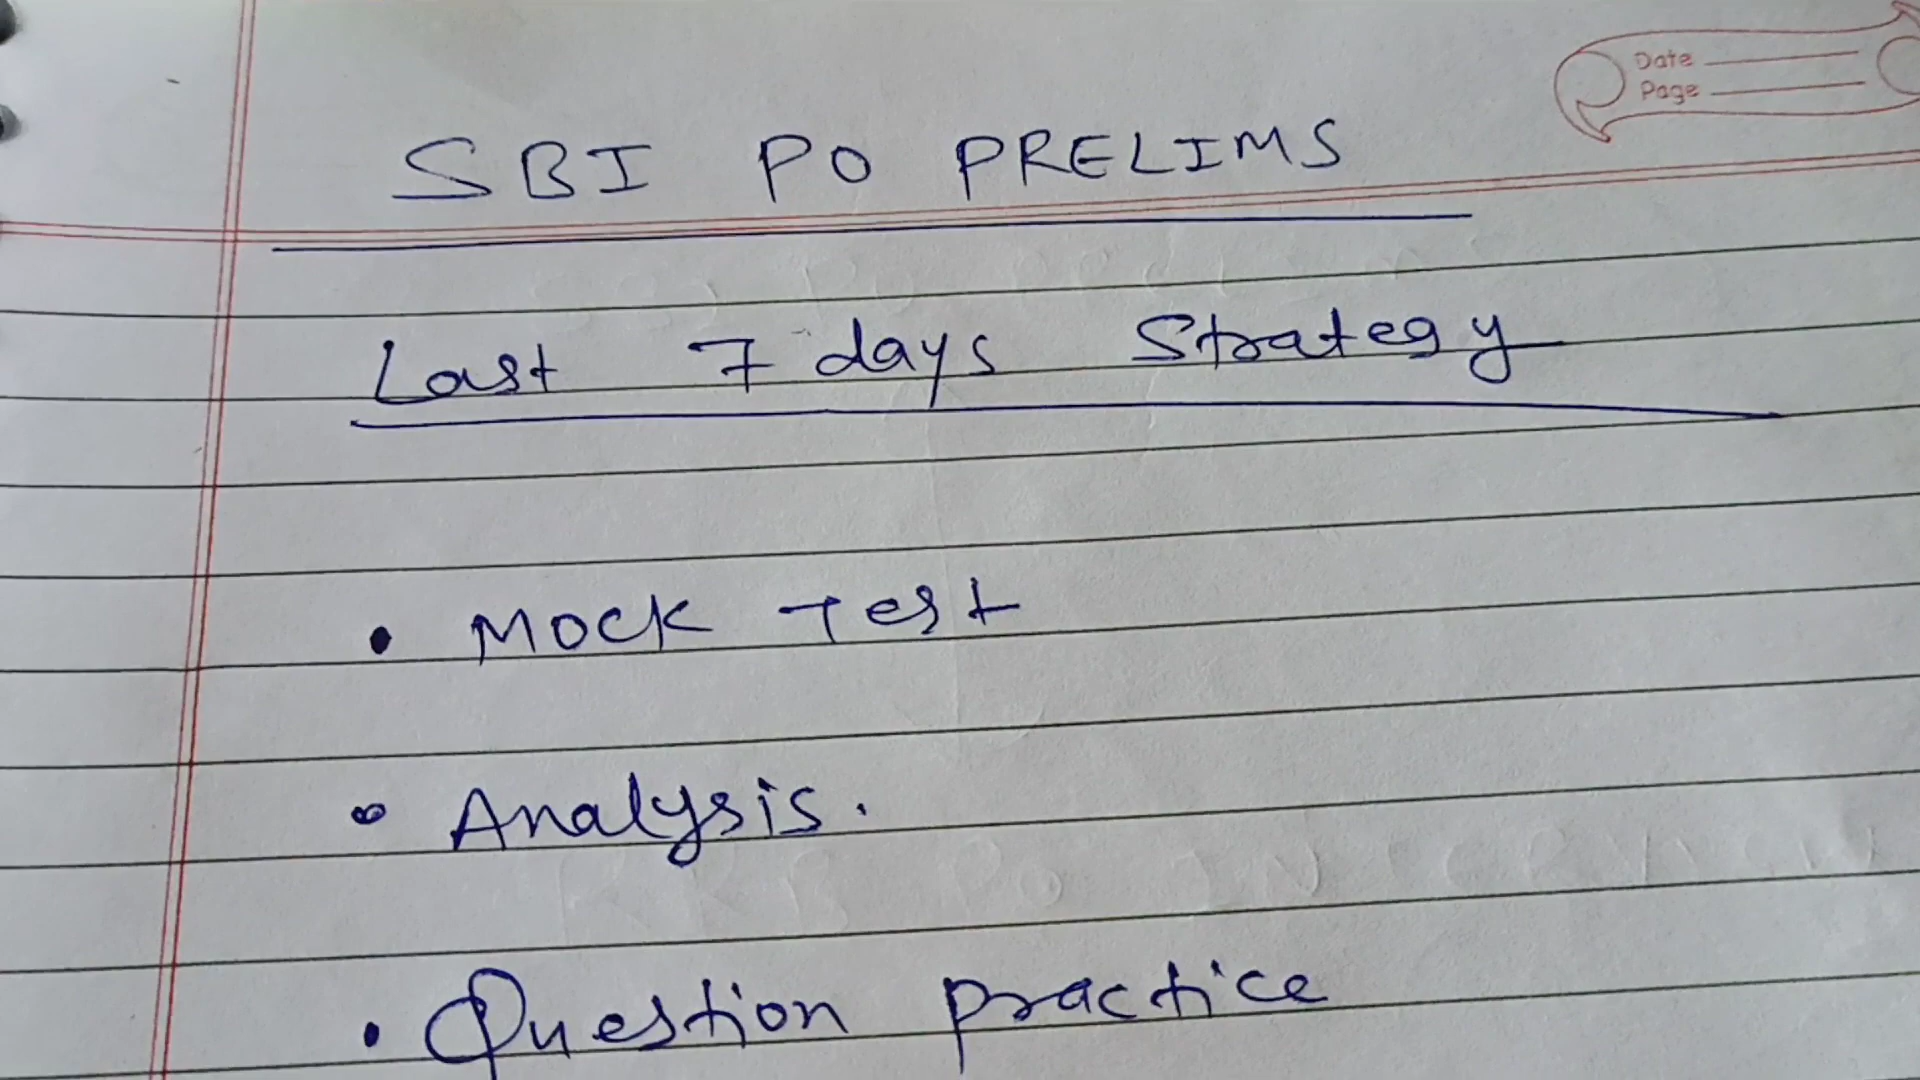 Date
Page
SBI PO PRELIMS
Last 7 days Strategy
• Mock Test
• Analysis.
• Question practice